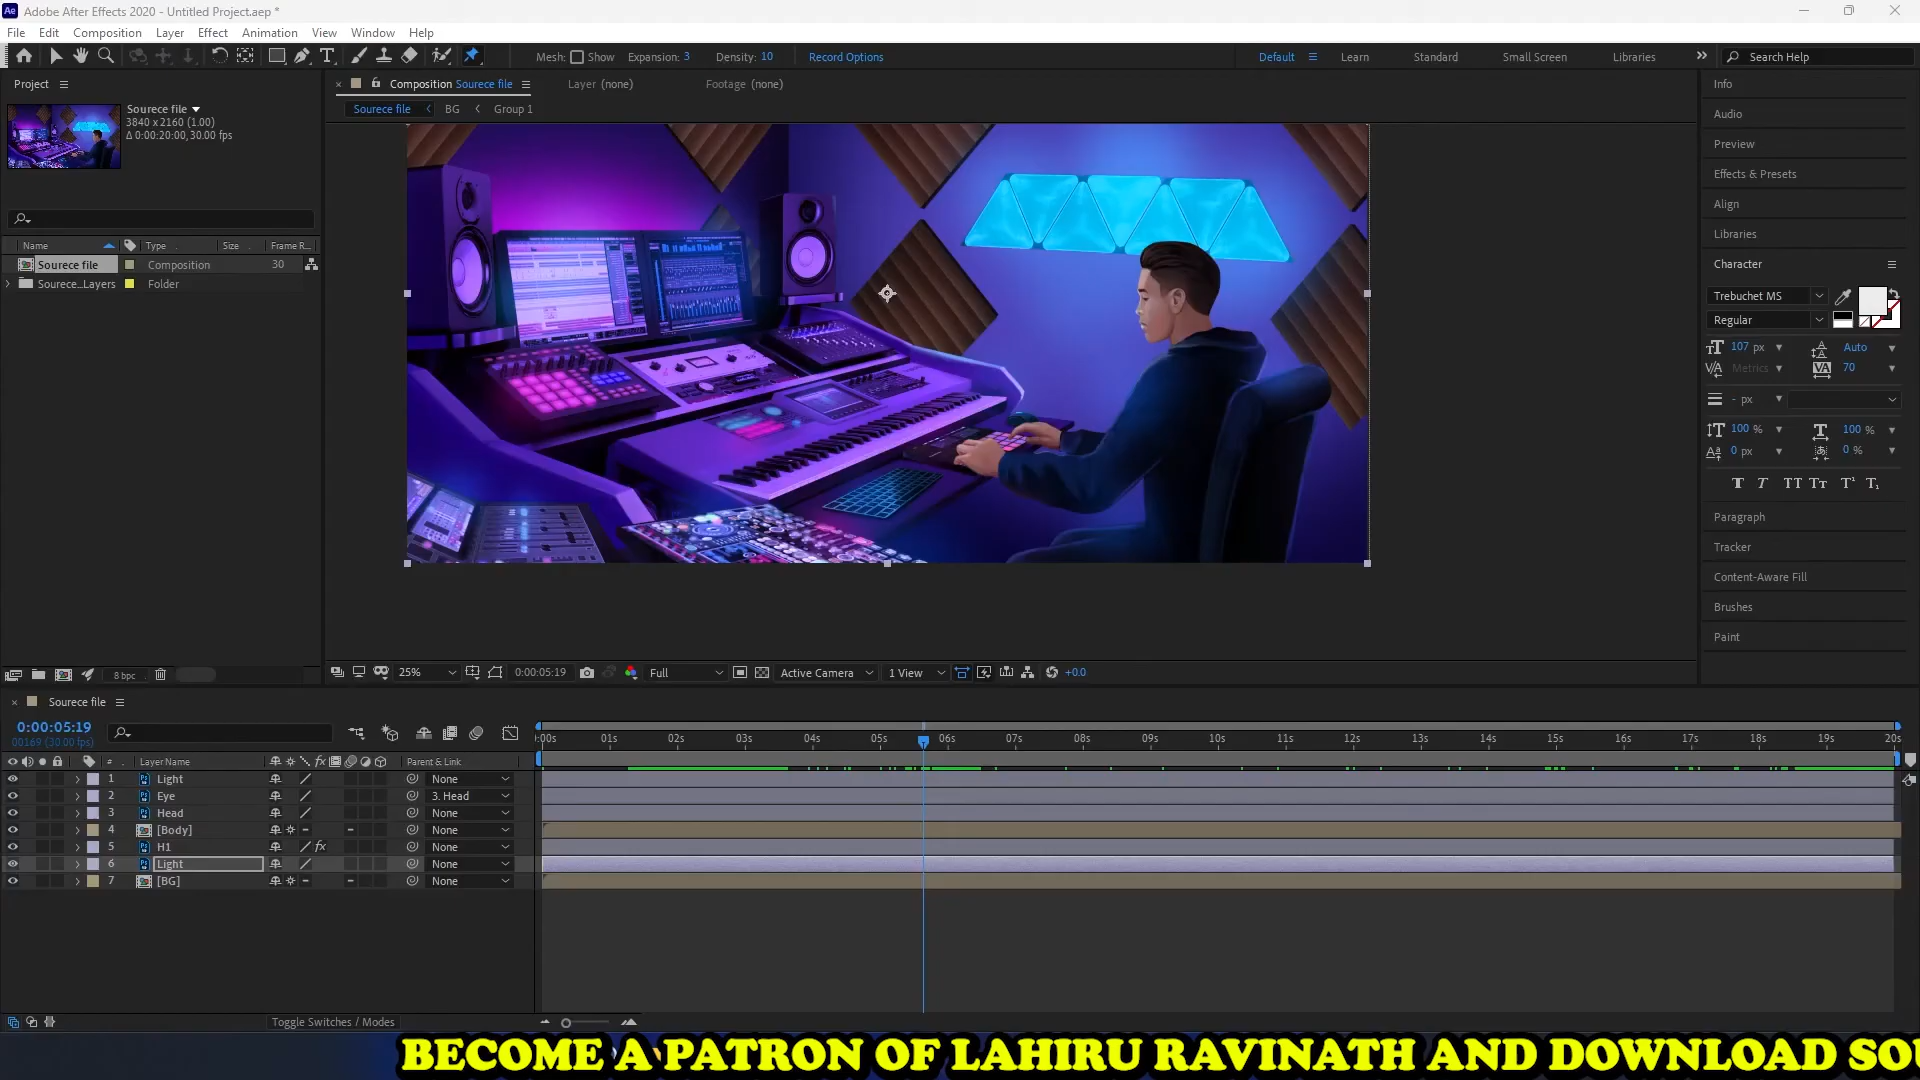 Ae Adobe After Effects 2020 - Untitled Project.aep *
File Edit Composition Layer Effect Animation View Window Help
Mesh: Show Expansion: 3 Density: 10 Record Options Default Learn Standard Small Screen Libraries Search Help
Project
Composition Sourece file Layer (none) Footage (none)
Sourece file BG Group 1
Sourece file
3840 x 2160 (1.00)
Δ 0:00:20:00, 30.00 fps
Name Type Size Frame R...
Sourece file Composition 30
Sourece...Layers Folder
8 bpc
25% 0:00:05:19 Full Active Camera 1 View +0.0
Info
Audio
Preview
Effects & Presets
Align
Libraries
Character
Trebuchet MS
Regular
107 px Auto
Metrics 70
- px
100 % 100 %
0 px 0 %
Paragraph
Tracker
Content-Aware Fill
Brushes
Paint
Sourece file
0:00:05:19
00169 (30.00 fps)
:00s 01s 02s 03s 04s 05s 06s 07s 08s 09s 10s 11s 12s 13s 14s 15s 16s 17s 18s 19s 20s
# Layer Name Parent & Link
1 Light None
2 Eye 3. Head
3 Head None
4 [Body] None
5 H1 fx None
6 Light None
7 [BG] None
Toggle Switches / Modes
BECOME A PATRON OF LAHIRU RAVINATH AND DOWNLOAD SOU